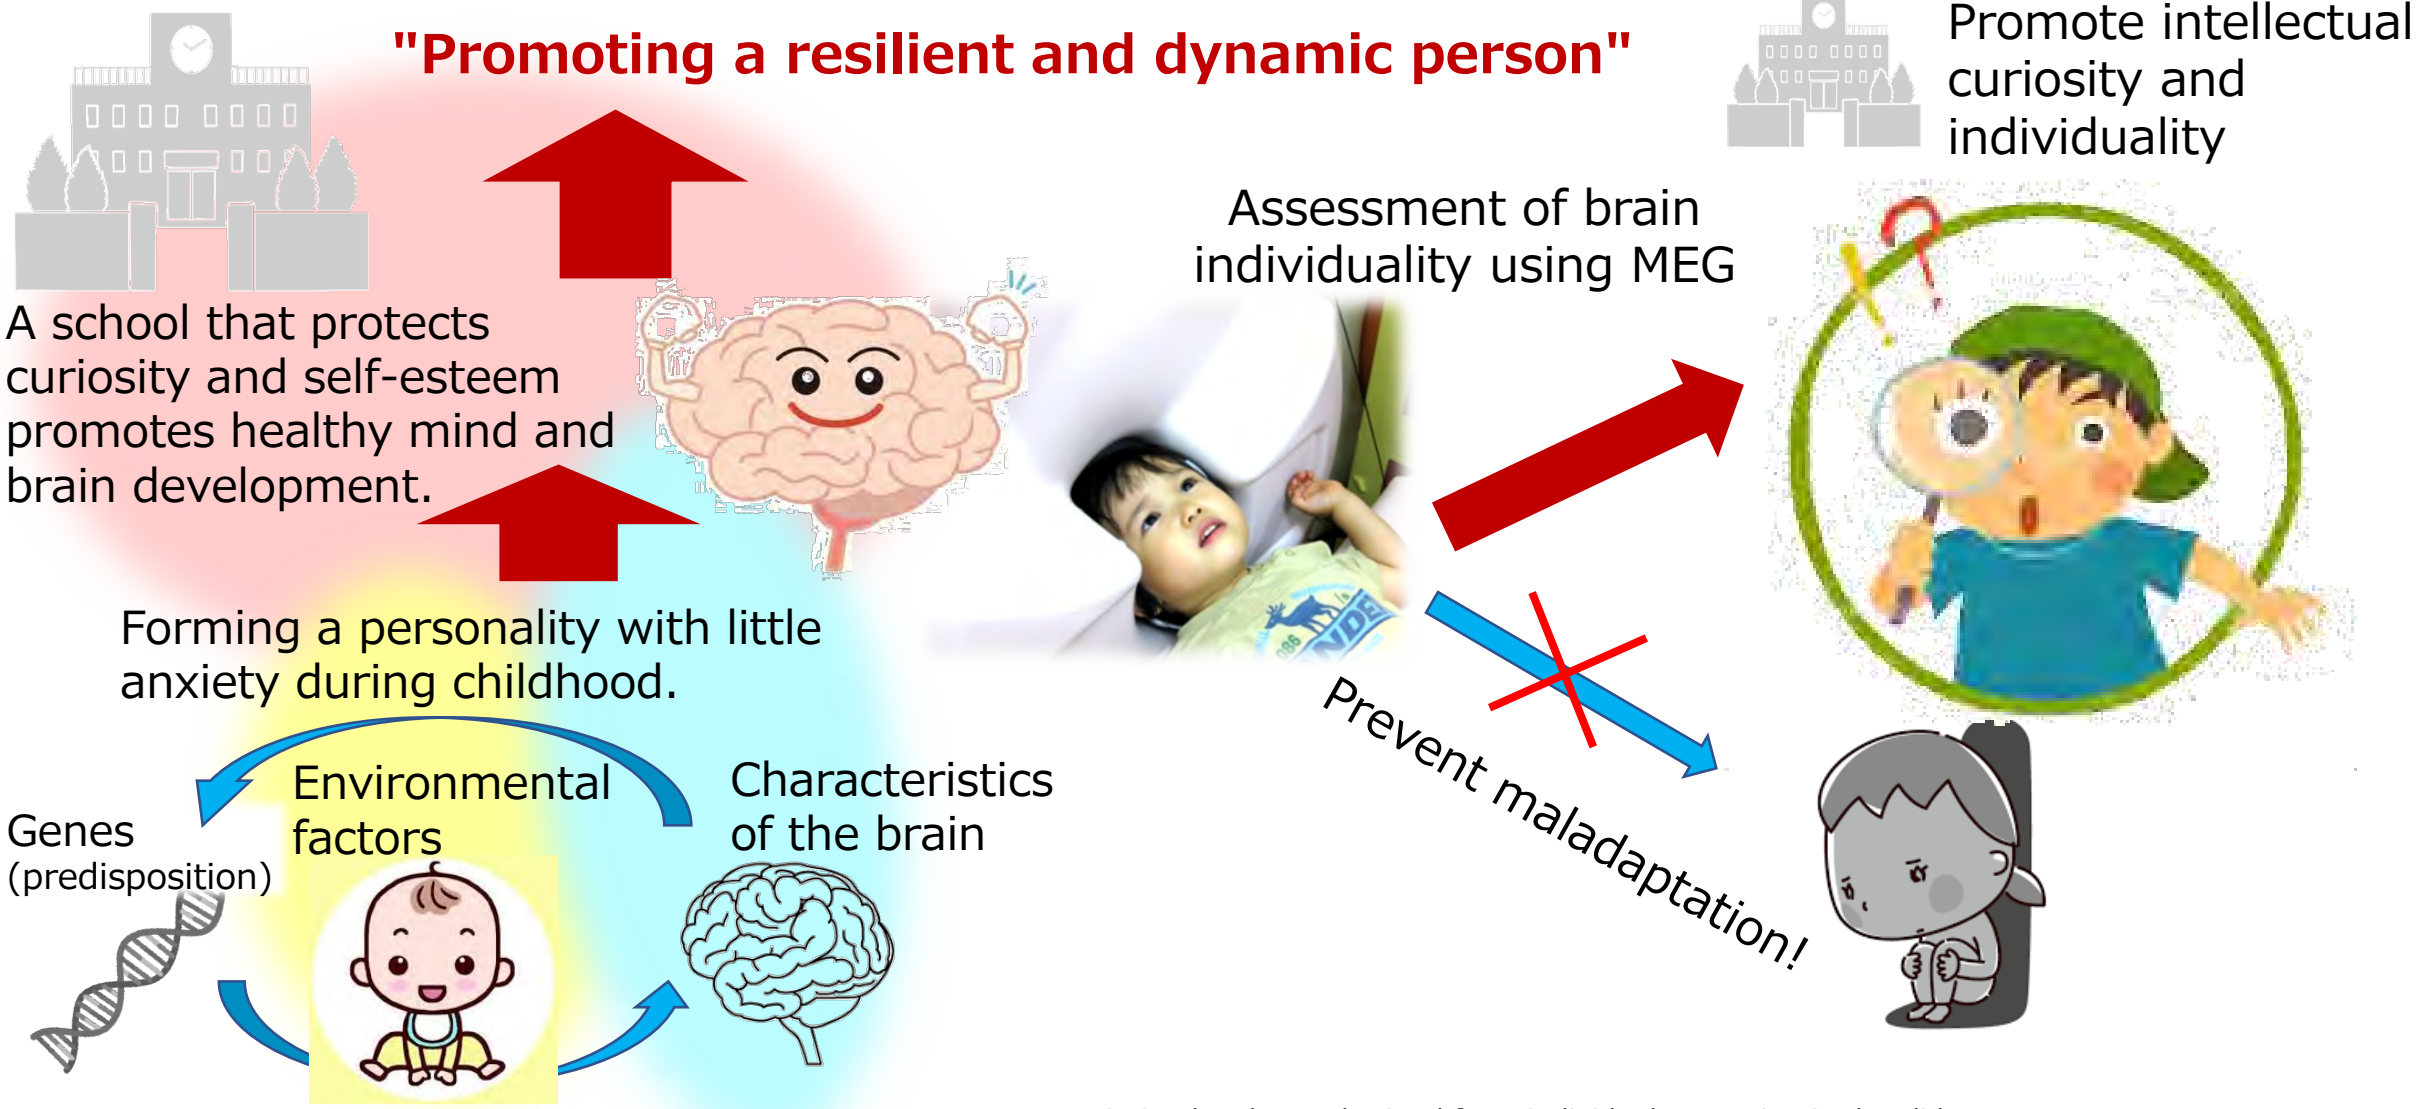 "Promoting a resilient and dynamic person"
Promote intellectual
curiosity and
individuality
Assessment of brain
individuality using MEG
A school that protects
curiosity and self-esteem
promotes healthy mind and
brain development.
Forming a personality with little
anxiety during childhood.
Prevent maladaptation!
Environmental
factors
Characteristics
of the brain
Genes
(predisposition)
086